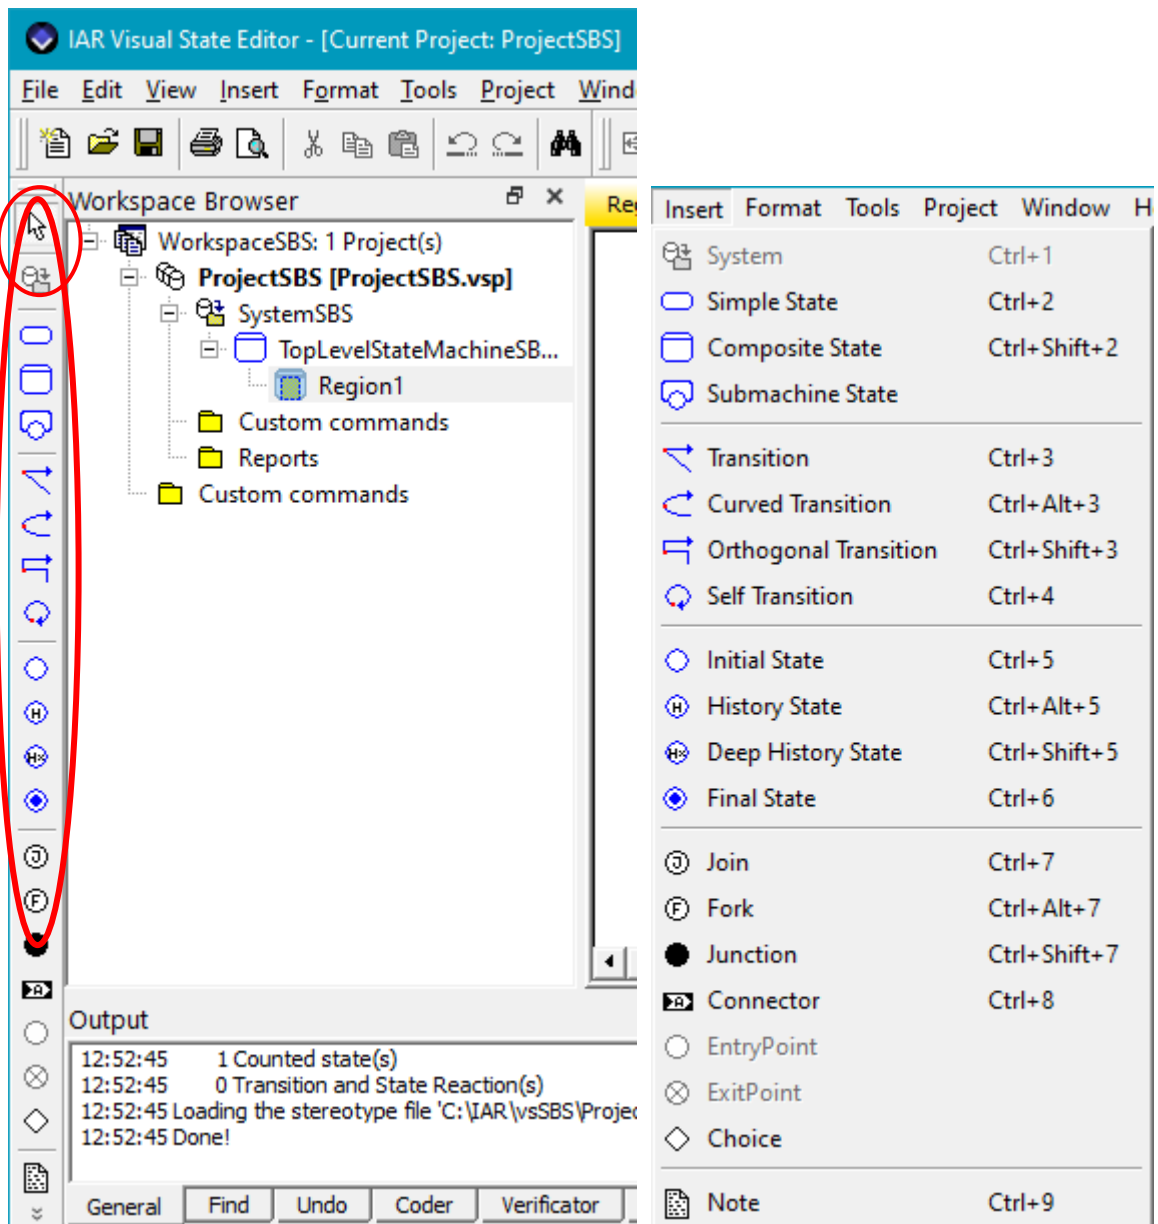 IAR Visual State Editor - [Current Project: ProjectSBS]
File Edit View Insert Format Tools Project Wind
Workspace Browser
WorkspaceSBS: 1 Project(s)
ProjectSBS [ProjectSBS.vsp]
SystemSBS
TopLevelStateMachineSB...
Region1
Custom commands
Reports
Custom commands
Re
H
H*
J
F
A
Output
12:52:45 1 Counted state(s)
12:52:45 0 Transition and State Reaction(s)
12:52:45 Loading the stereotype file 'C:\IAR\vsSBS\Projec
12:52:45 Done!
General Find Undo Coder Verificator
Insert Format Tools Project Window H
System Ctrl+1
Simple State Ctrl+2
Composite State Ctrl+Shift+2
Submachine State
Transition Ctrl+3
Curved Transition Ctrl+Alt+3
Orthogonal Transition Ctrl+Shift+3
Self Transition Ctrl+4
Initial State Ctrl+5
H History State Ctrl+Alt+5
H* Deep History State Ctrl+Shift+5
Final State Ctrl+6
J Join Ctrl+7
F Fork Ctrl+Alt+7
Junction Ctrl+Shift+7
A Connector Ctrl+8
EntryPoint
ExitPoint
Choice
Note Ctrl+9